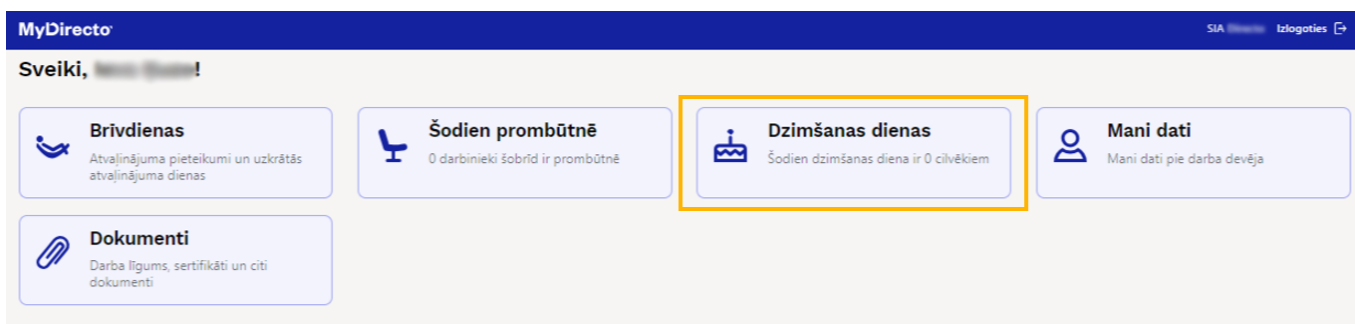 MyDirecto
SIA Izlogoties
Sveiki, !
Brīvdienas
Atvaļinājuma pieteikumi un uzkrātās
atvaļinājuma dienas
Šodien prombūtnē
0 darbinieki šobrīd ir prombūtnē
Dzimšanas dienas
Šodien dzimšanas diena ir 0 cilvēkiem
Mani dati
Mani dati pie darba devēja
Dokumenti
Darba līgums, sertifikāti un citi
dokumenti